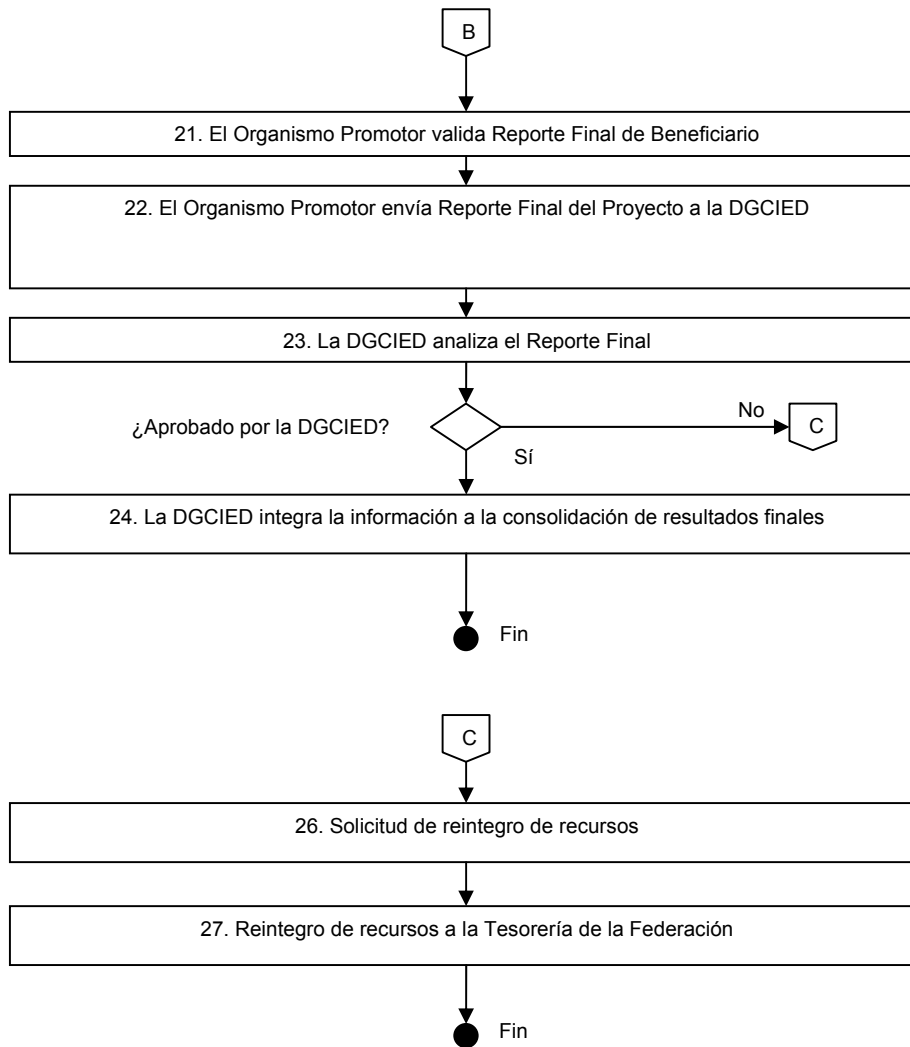 B
21. El Organismo Promotor valida Reporte Final de Beneficiario
22. El Organismo Promotor envía Reporte Final del Proyecto a la DGCIED
23. La DGCIED analiza el Reporte Final
¿Aprobado por la DGCIED?
No
C
Sí
24. La DGCIED integra la información a la consolidación de resultados finales
Fin
C
26. Solicitud de reintegro de recursos
27. Reintegro de recursos a la Tesorería de la Federación
Fin